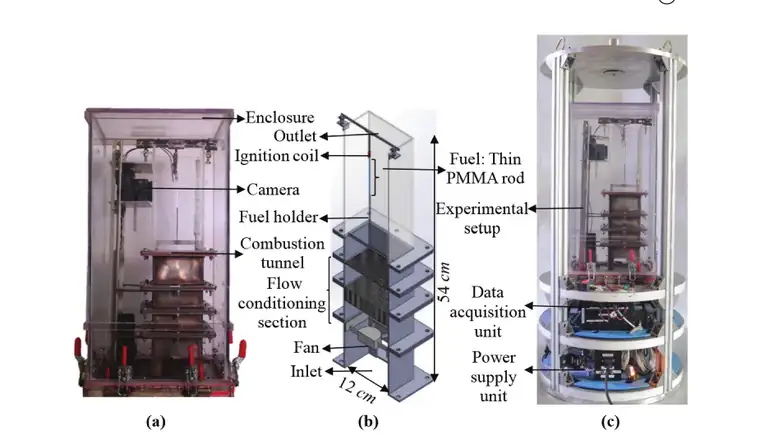 Enclosure
Outlet
Ignition coil
Camera
Fuel holder
Combustion
tunnel
Flow
conditioning
section
Fan
Inlet
12 cm
54 cm
Fuel: Thin
PMMA rod
Experimental
setup
Data
acquisition
unit
Power
supply
unit
(a)
(b)
(c)